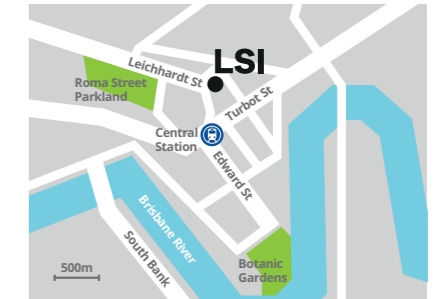 LSI
Leichhardt St
Roma Street
Parkland
Turbot St
Central
Station
Edward St
Brisbane River
South Bank
Botanic
Gardens
500m